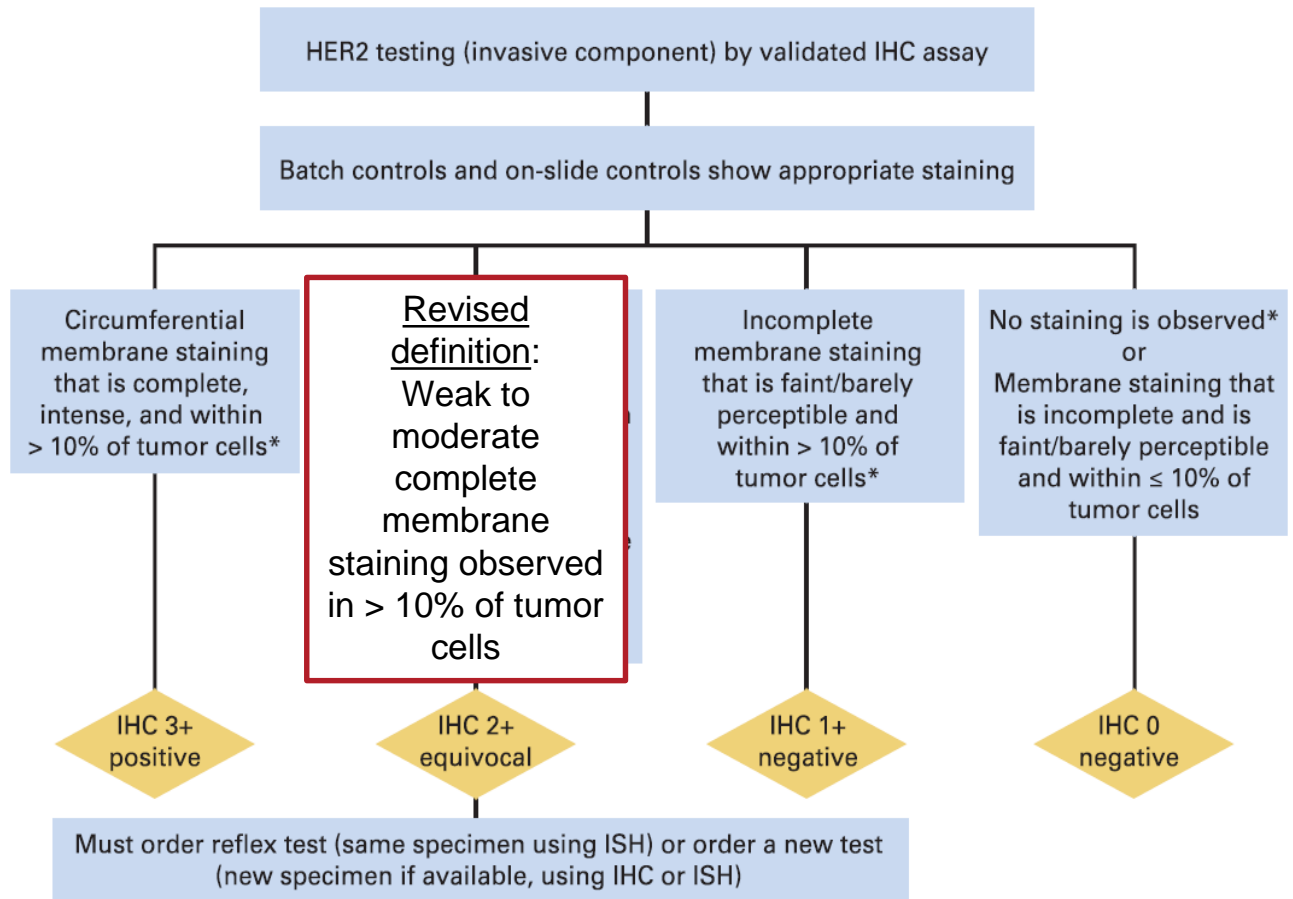 HER2 testing (invasive component) by validated IHC assay
Batch controls and on-slide controls show appropriate staining
Circumferential
membrane staining
that is complete,
intense, and within
> 10% of tumor cells*
Revised
definition:
Weak to
moderate
complete
membrane
staining observed
in > 10% of tumor
cells
Incomplete
membrane staining
that is faint/barely
perceptible and
within > 10% of
tumor cells*
No staining is observed*
or
Membrane staining that
is incomplete and is
faint/barely perceptible
and within ≤ 10% of
tumor cells
IHC 3+
positive
IHC 2+
equivocal
IHC 1+
negative
IHC 0
negative
Must order reflex test (same specimen using ISH) or order a new test
(new specimen if available, using IHC or ISH)